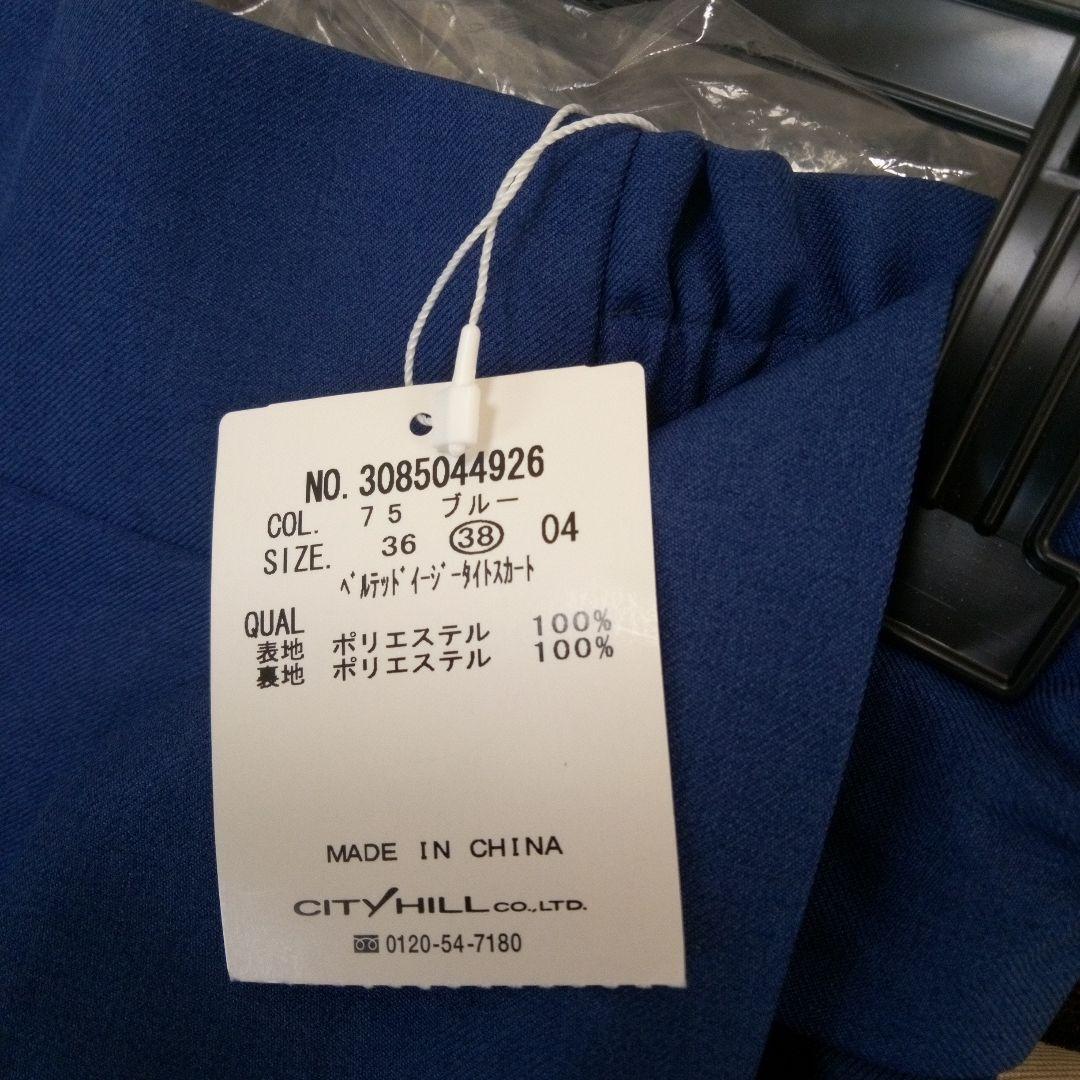 NO. 3085044926
COL. 75 ブルー
SIZE. 36 38 04
ベルテッドイージータイトスカート
QUAL
表地 ポリエステル 100%
裏地 ポリエステル 100%
MADE IN CHINA
CITY HILL CO.,LTD.
0120-54-7180